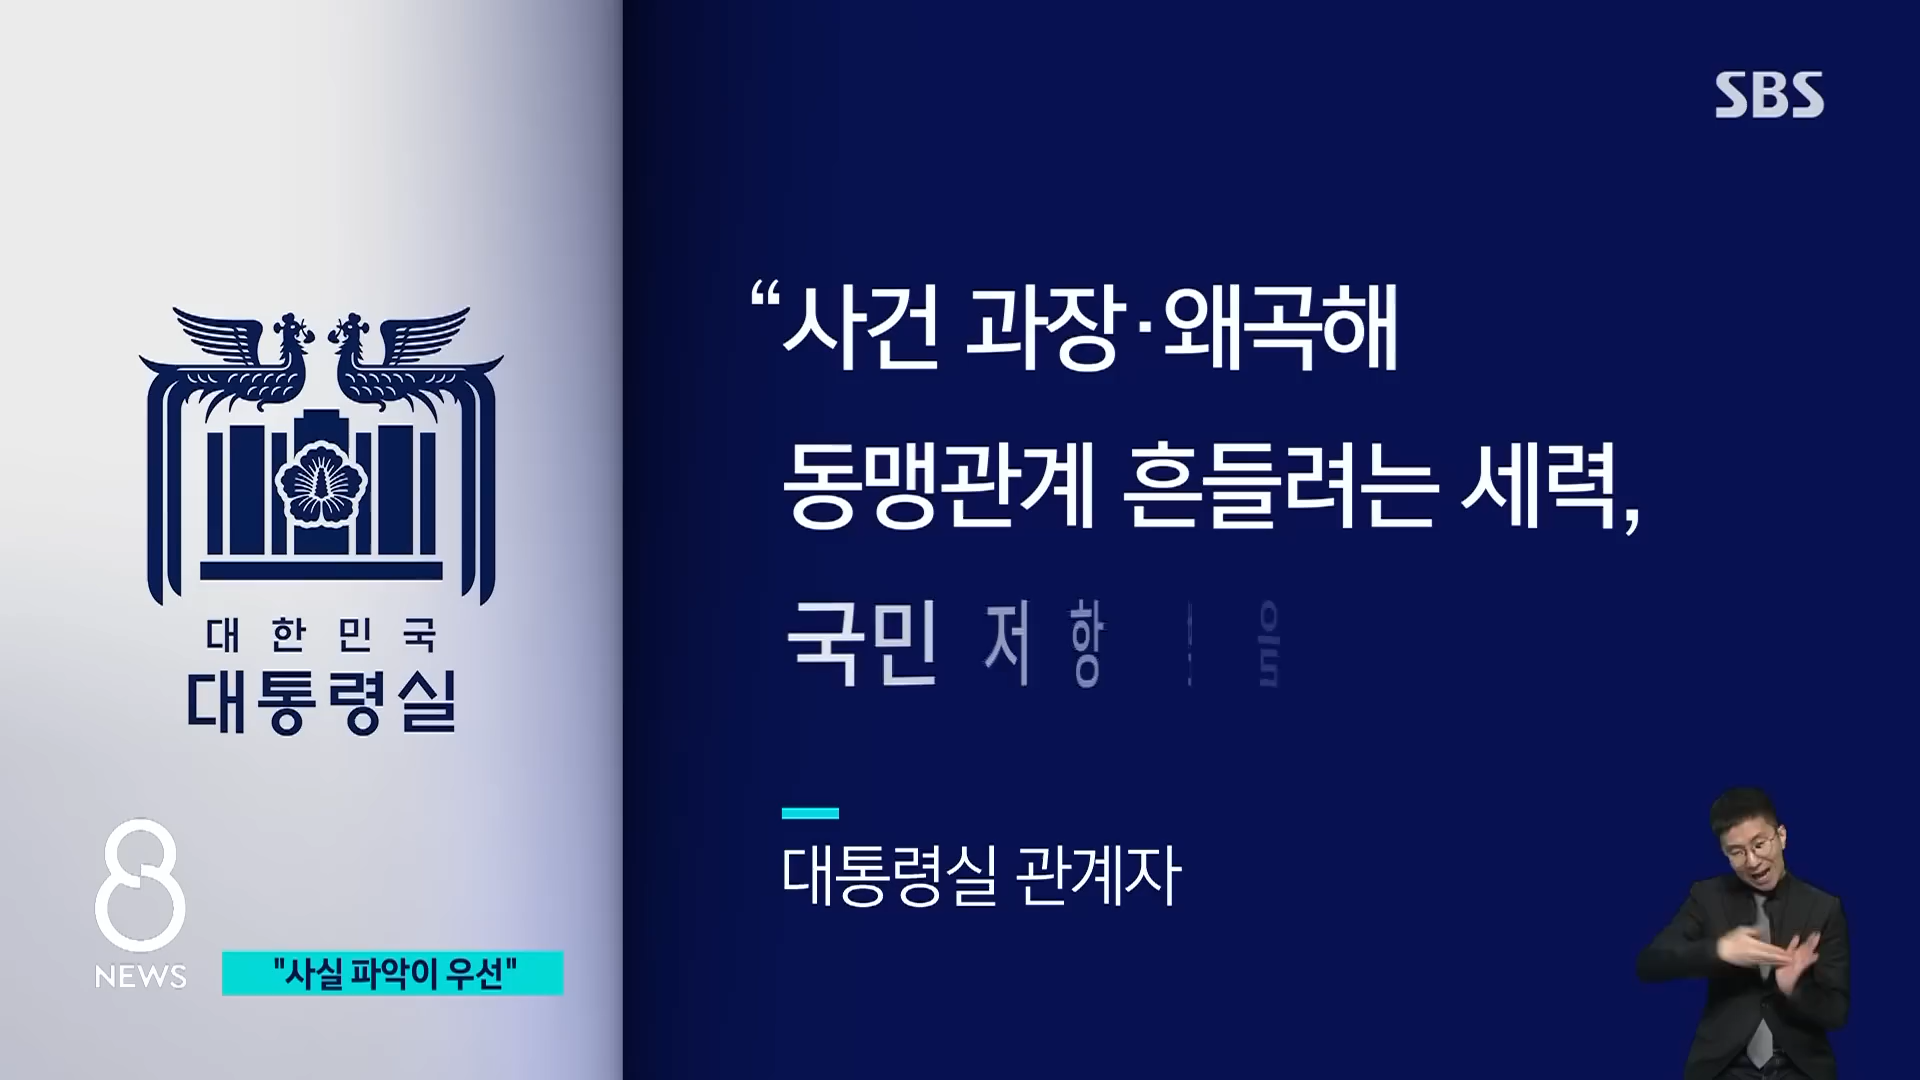 SBS
“사건 과장·왜곡해
동맹관계 흔들려는 세력,
국민 저항
대통령실 관계자
대한민국
대통령실
8
NEWS
"사실 파악이 우선"